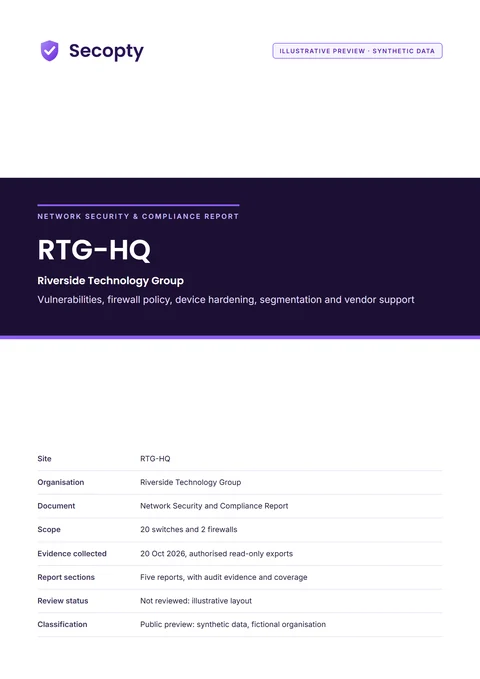 Secopty
ILLUSTRATIVE PREVIEW · SYNTHETIC DATA
NETWORK SECURITY & COMPLIANCE REPORT
RTG-HQ
Riverside Technology Group
Vulnerabilities, firewall policy, device hardening, segmentation and vendor support
Site RTG-HQ
Organisation Riverside Technology Group
Document Network Security and Compliance Report
Scope 20 switches and 2 firewalls
Evidence collected 20 Oct 2026, authorised read-only exports
Report sections Five reports, with audit evidence and coverage
Review status Not reviewed: illustrative layout
Classification Public preview: synthetic data, fictional organisation